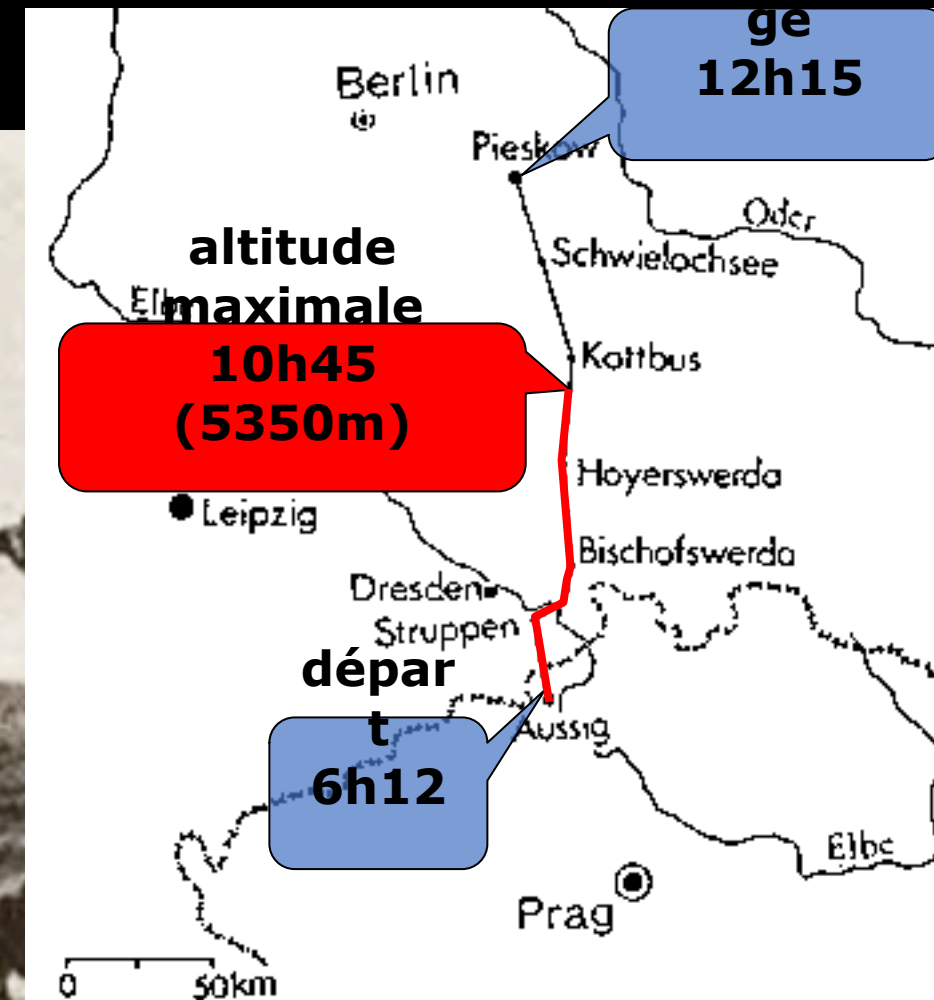 ge
12h15
Berlin
Pieskow
Oder
Schwielochsee
altitude
maximale
10h45
(5350m)
Kottbus
Hoyerswerda
Leipzig
Bischofswerda
Dresden
Struppen
dépar
t
6h12
Aussig
Elbe
Prag
0 50km